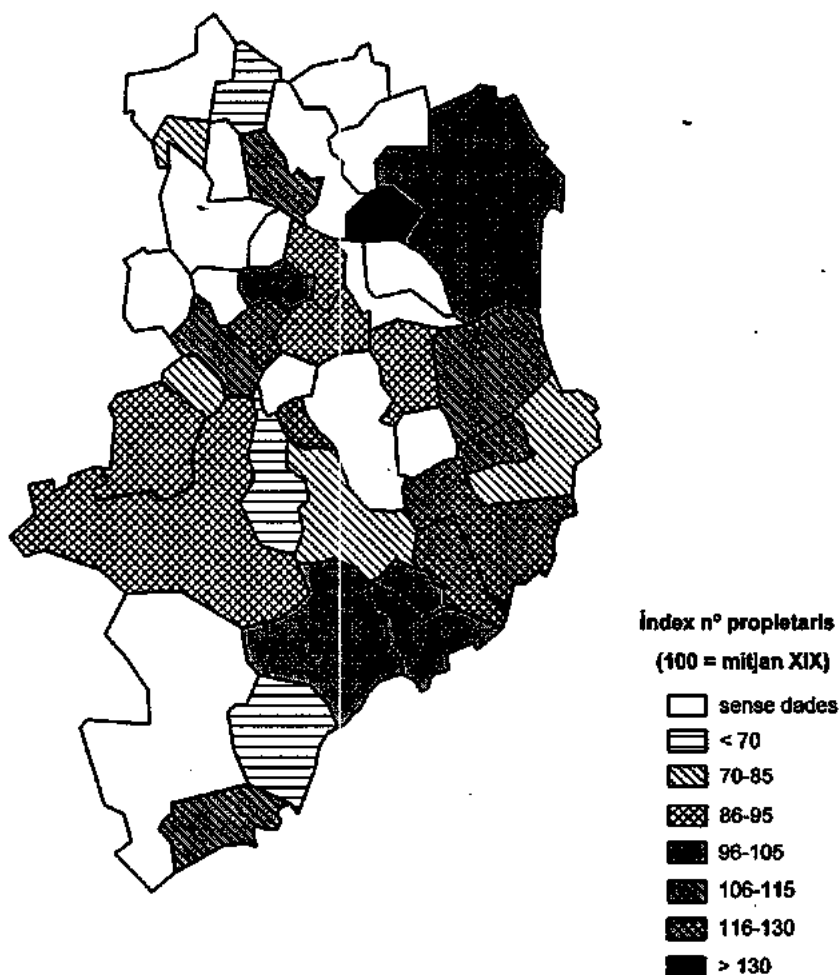 Índex nº propietaris
(100 = mitjan XIX)
sense dades
< 70
70-85
86-95
96-105
106-115
116-130
> 130